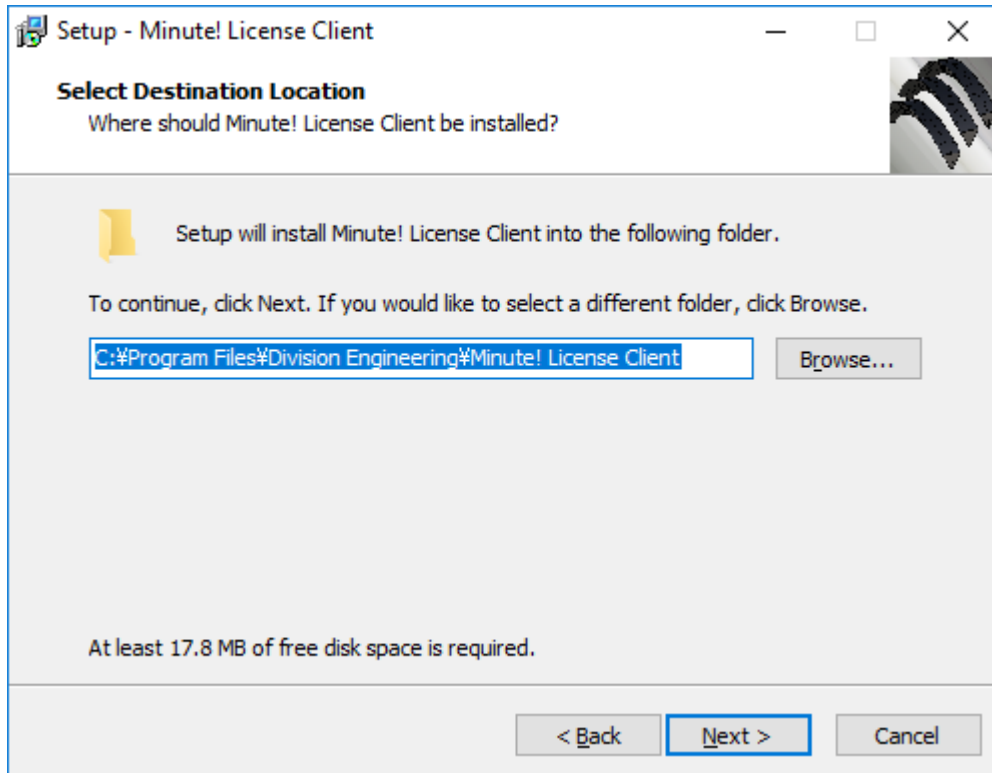 Setup - Minute! License Client
Select Destination Location
Where should Minute! License Client be installed?
Setup will install Minute! License Client into the following folder.
To continue, click Next. If you would like to select a different folder, click Browse.
C:¥Program Files¥Division Engineering¥Minute! License Client
Browse...
At least 17.8 MB of free disk space is required.
< Back
Next >
Cancel